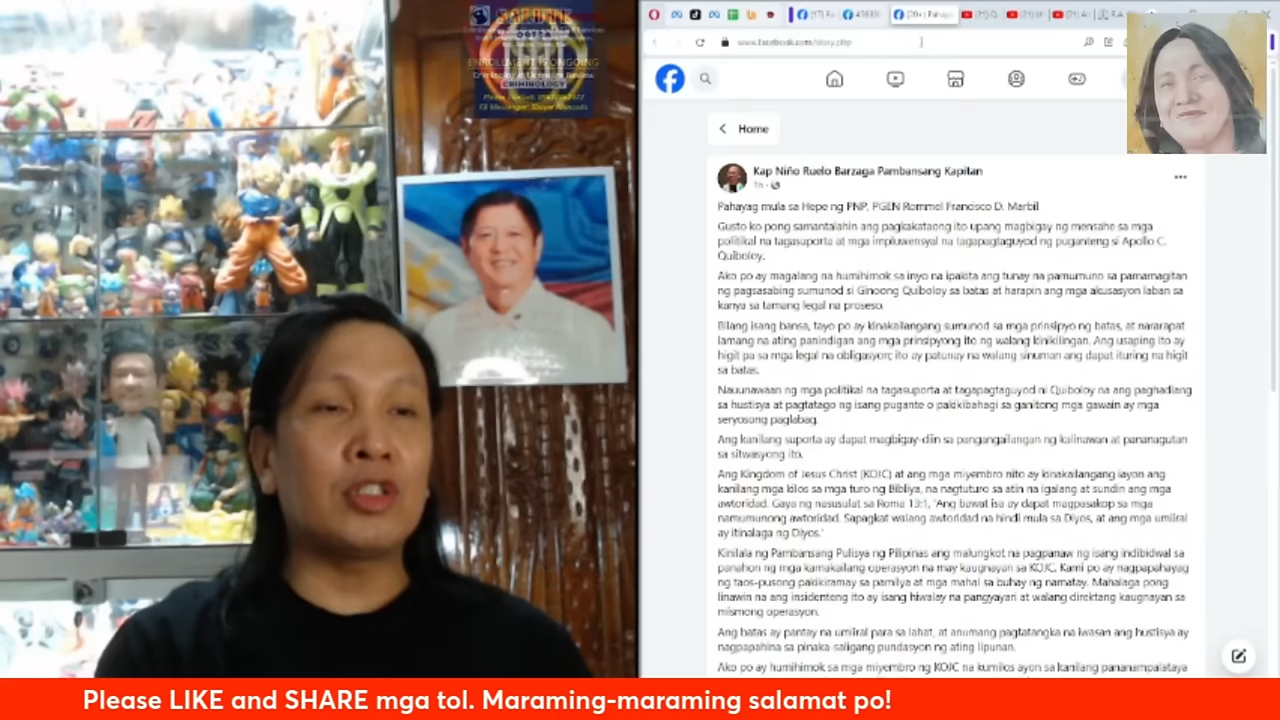 SALUTE
ENROLLMENT IS ONGOING
CRIMINOLOGY
www.facebook.com/story.php
Home
Kap Niño Ruelo Barzaga Pambansang Kapitan
1h
Pahayag mula sa Hepe ng PNP, PGEN Rommel Francisco D. Marbil
Gusto ko pong samantalahin ang pagkakataong ito upang magbigay ng mensahe sa mga
politikal na tagasuporta at mga impluwensyal na tagapagtaguyod ng puganteng si Apollo C.
Quiboloy.
Ako po ay magalang na humihimok sa inyo na ipakita ang tunay na pamumuno sa pamamagitan
ng pagsasabing sumunod si Ginoong Quiboloy sa batas at harapin ang mga akusasyon laban sa
kanya sa tamang legal na proseso.
Bilang isang bansa, tayo po ay kinakailangang sumunod sa mga prinsipyo ng batas, at nararapat
lamang na ating panindigan ang mga prinsipyong ito ng walang kinikilingan. Ang usaping ito ay
higit pa sa mga legal na obligasyon; ito ay patunay na walang sinuman ang dapat ituring na higit
sa batas.
Nauunawaan ng mga politikal na tagasuporta at tagapagtaguyod ni Quiboloy na ang paghadlang
sa hustisya at pagtatago ng isang pugante o pakikibahagi sa ganitong mga gawain ay mga
seryosong paglabag.
Ang kanilang suporta ay dapat magbigay-diin sa pangangailangan ng kalinawan at pananagutan
sa sitwasyong ito.
Ang Kingdom of Jesus Christ (KOJC) at ang mga miyembro nito ay kinakailangang iayon ang
kanilang mga kilos sa mga turo ng Bibliya, na nagtuturo sa atin na igalang at sundin ang mga
awtoridad. Gaya ng nasusulat sa Roma 13:1, 'Ang bawat isa ay dapat magpasakop sa mga
namumunong awtoridad. Sapagkat walang awtoridad na hindi mula sa Diyos, at ang mga umiiral
ay itinalaga ng Diyos.'
Kinilala ng Pambansang Pulisya ng Pilipinas ang malungkot na pagpanaw ng isang indibidwal sa
panahon ng mga kamakailang operasyon na may kaugnayan sa KOJC. Kami po ay nagpapahayag
ng taos-pusong pakikiramay sa pamilya at mga mahal sa buhay ng namatay. Mahalaga pong
linawin na ang insidenteng ito ay isang hiwalay na pangyayari at walang direktang kaugnayan sa
mismong operasyon.
Ang batas ay pantay na umiiral para sa lahat, at anumang pagtatangka na iwasan ang hustisya ay
nagpapahina sa pinaka-saligang pundasyon ng ating lipunan.
Ako po ay humihimok sa mga miyembro ng KOJC na kumilos ayon sa kanilang pananampalataya
Please LIKE and SHARE mga tol. Maraming-maraming salamat po!